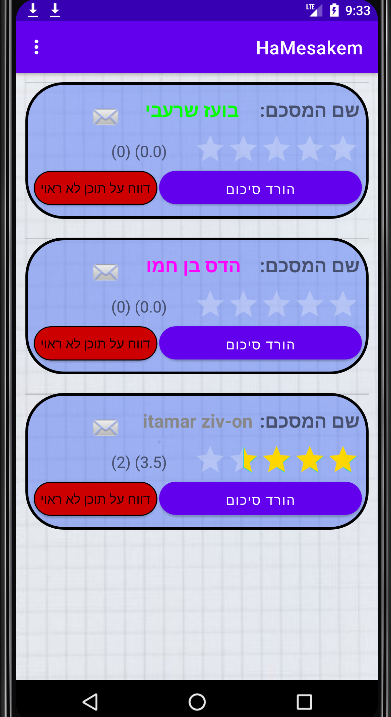 LTE 9:33
HaMesakem
שם המסכם: בועז שרעבי
(0.0) (0)
הורד סיכום
דווח על תוכן לא ראוי
שם המסכם: הדס בן חמו
(0.0) (0)
הורד סיכום
דווח על תוכן לא ראוי
שם המסכם: itamar ziv-on
(3.5) (2)
הורד סיכום
דווח על תוכן לא ראוי